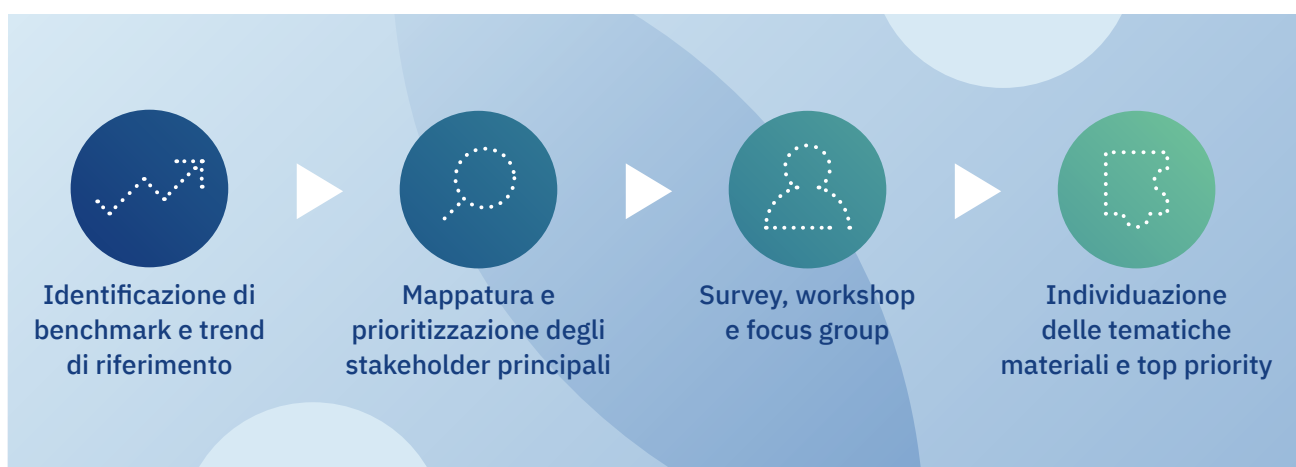 Identificazione di
benchmark e trend
di riferimento
Mappatura e
prioritizzazione degli
stakeholder principali
Survey, workshop
e focus group
Individuazione
delle tematiche
materiali e top priority